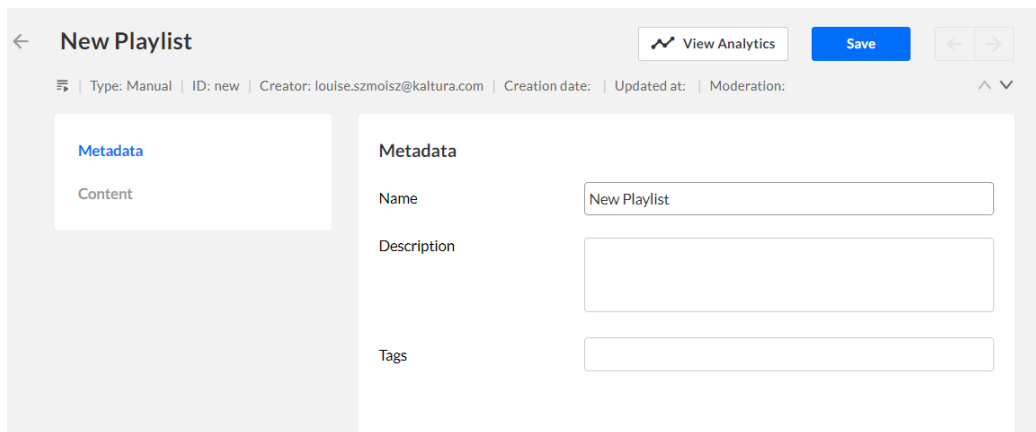 New Playlist
View Analytics
Save
Type: Manual | ID: new | Creator: louise.szmoisz@kaltura.com | Creation date: | Updated at: | Moderation:
Metadata
Content
Metadata
Name
New Playlist
Description
Tags